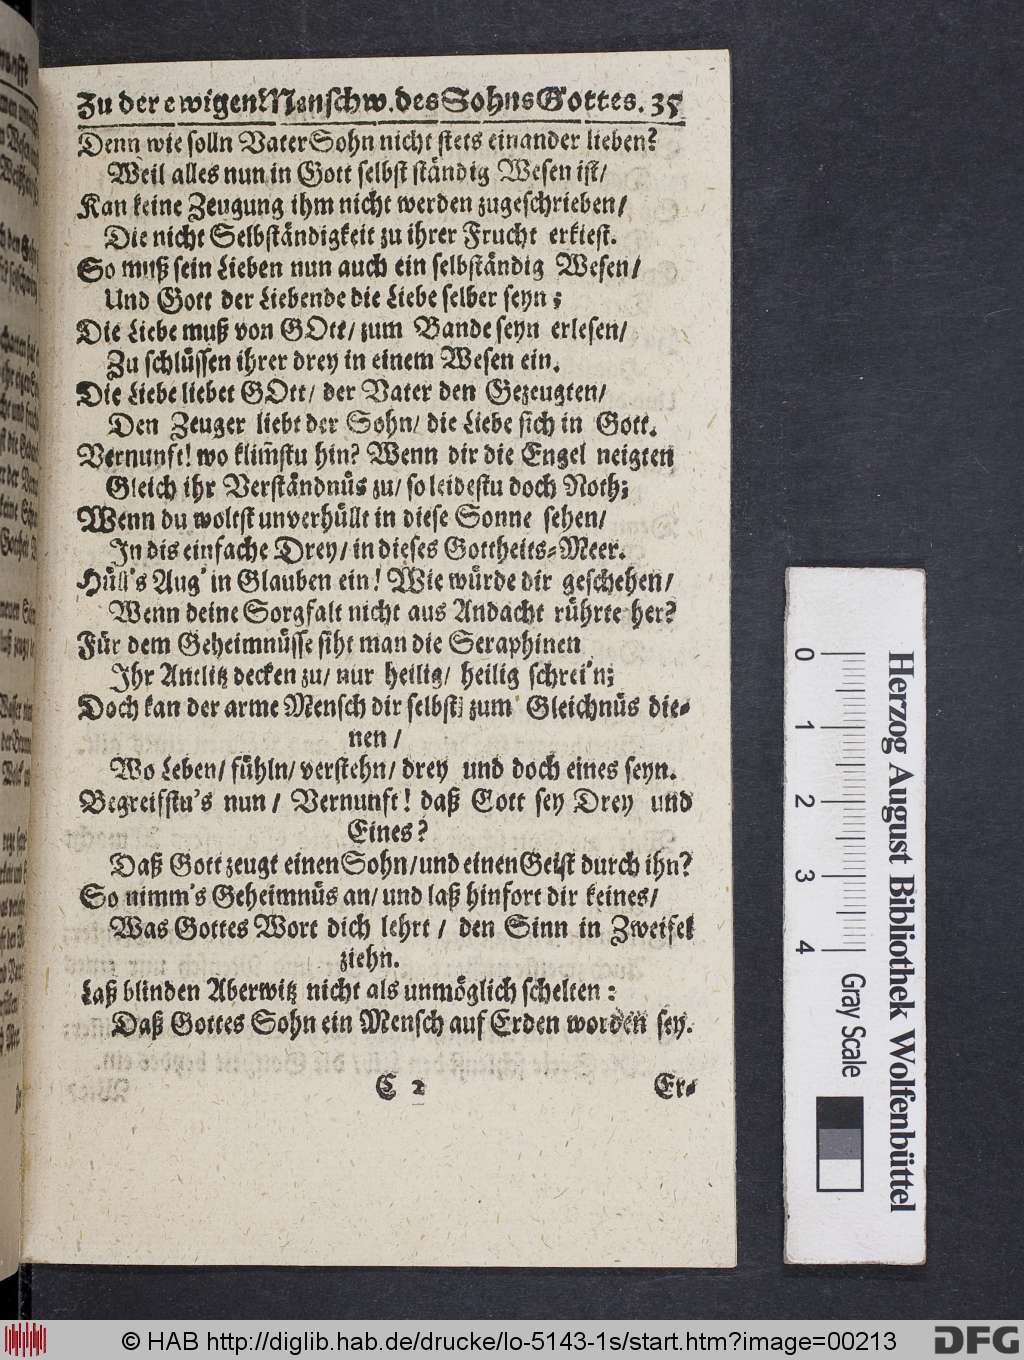 Zu der ewigen Menschw. des Sohns Gottes. 35
Denn wie solln Vater Sohn nicht stets einander lieben?
Weil alles nun in Gott selbst ständig Wesen ist/
Kan keine Zeugung ihm nicht werden zugeschrieben/
Die nicht Selbständigkeit zu ihrer Frucht erkiest.
So muß sein Lieben nun auch ein selbständig Wesen/
Und Gott der Liebende die Liebe selber seyn;
Die Liebe muß von GOtt/ zum Bande seyn erlesen/
Zu schlüssen ihrer drey in einem Wesen ein.
Die Liebe liebet GOtt/ der Vater den Gezeugten/
Den Zeuger liebt der Sohn/ die Liebe sich in Gott.
Vernunft! wo klim̃stu hin? Wenn dir die Engel neigten
Gleich ihr Verständnüs zu/ so leidestu doch Noth;
Wenn du woltst unverhüllt in diese Sonne sehen/
In dis einfache Drey/ in dieses Gottheits-Meer.
Hüll's Aug' in Glauben ein! Wie würde dir geschehen/
Wenn deine Sorgfalt nicht aus Andacht rührte her?
Für dem Geheimnüsse siht man die Seraphinen
Ihr Antlitz decken zu/ nur heilig/ heilig schrei'n;
Doch kan der arme Mensch dir selbst zum Gleichnüs die-
nen/
Wo Leben/ fühln/ verstehn/ drey und doch eines seyn.
Begreiffstu's nun/ Vernunft! daß Gott sey Drey und
Eines?
Daß Gott zeugt einen Sohn/ und einen Geist durch ihn?
So nimm's Geheimnüs an/ und laß hinfort dir keines/
Was Gottes Wort dich lehrt/ den Sinn in Zweifel
ziehn.
Laß blinden Aberwitz nicht als unmöglich schelten:
Daß Gottes Sohn ein Mensch auf Erden worden sey.
C 2 Er-
0 1 2 3 4
Herzog August Bibliothek Wolfenbüttel
Gray Scale
© HAB http://diglib.hab.de/drucke/lo-5143-1s/start.htm?image=00213
DFG